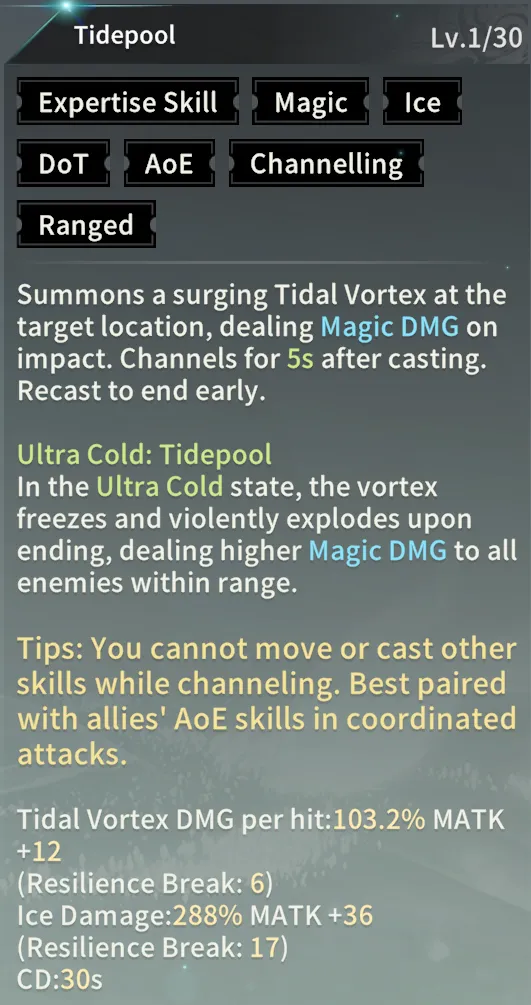 Tidepool
Lv.1/30
Expertise Skill
Magic
Ice
DoT
AoE
Channelling
Ranged
Summons a surging Tidal Vortex at the
target location, dealing Magic DMG on
impact. Channels for 5s after casting.
Recast to end early.
Ultra Cold: Tidepool
In the Ultra Cold state, the vortex
freezes and violently explodes upon
ending, dealing higher Magic DMG to all
enemies within range.
Tips: You cannot move or cast other
skills while channeling. Best paired
with allies' AoE skills in coordinated
attacks.
Tidal Vortex DMG per hit:103.2% MATK
+12
(Resilience Break: 6)
Ice Damage:288% MATK +36
(Resilience Break: 17)
CD:30s